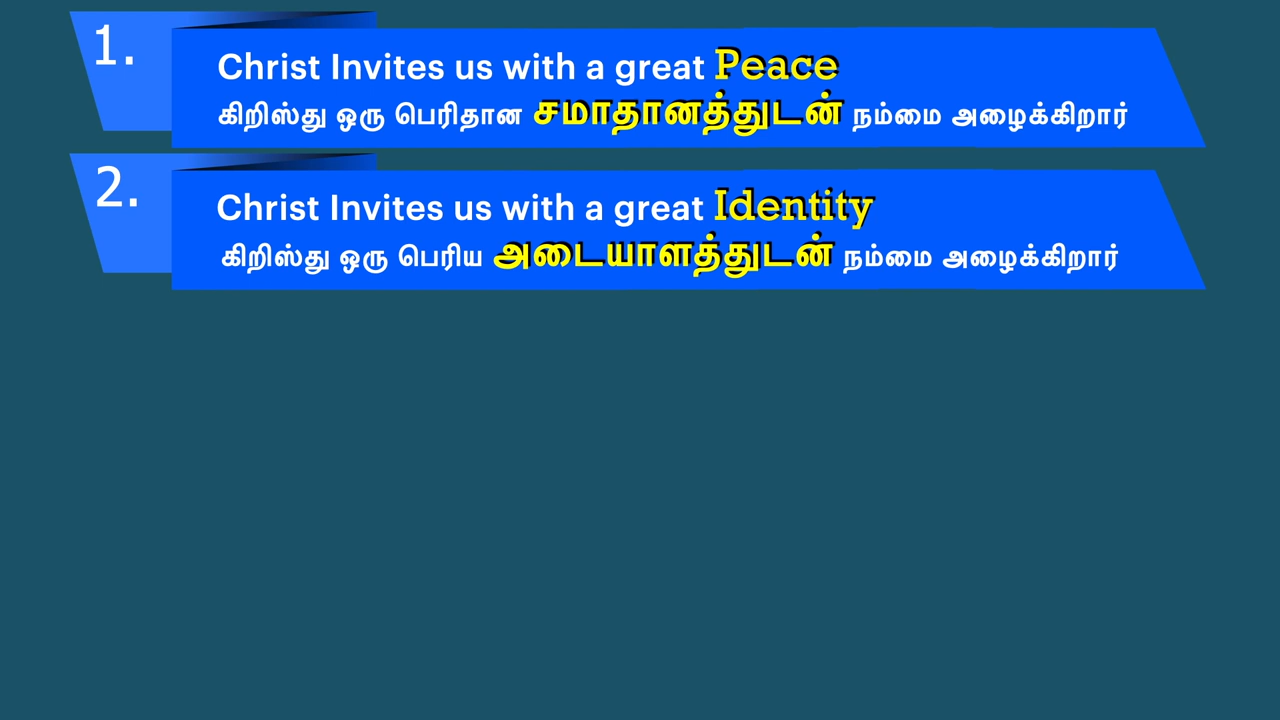 1.
Christ Invites us with a great Peace
கிறிஸ்து ஒரு பெரிதான சமாதானத்துடன் நம்மை அழைக்கிறார்
2.
Christ Invites us with a great Identity
கிறிஸ்து ஒரு பெரிய அடையாளத்துடன் நம்மை அழைக்கிறார்